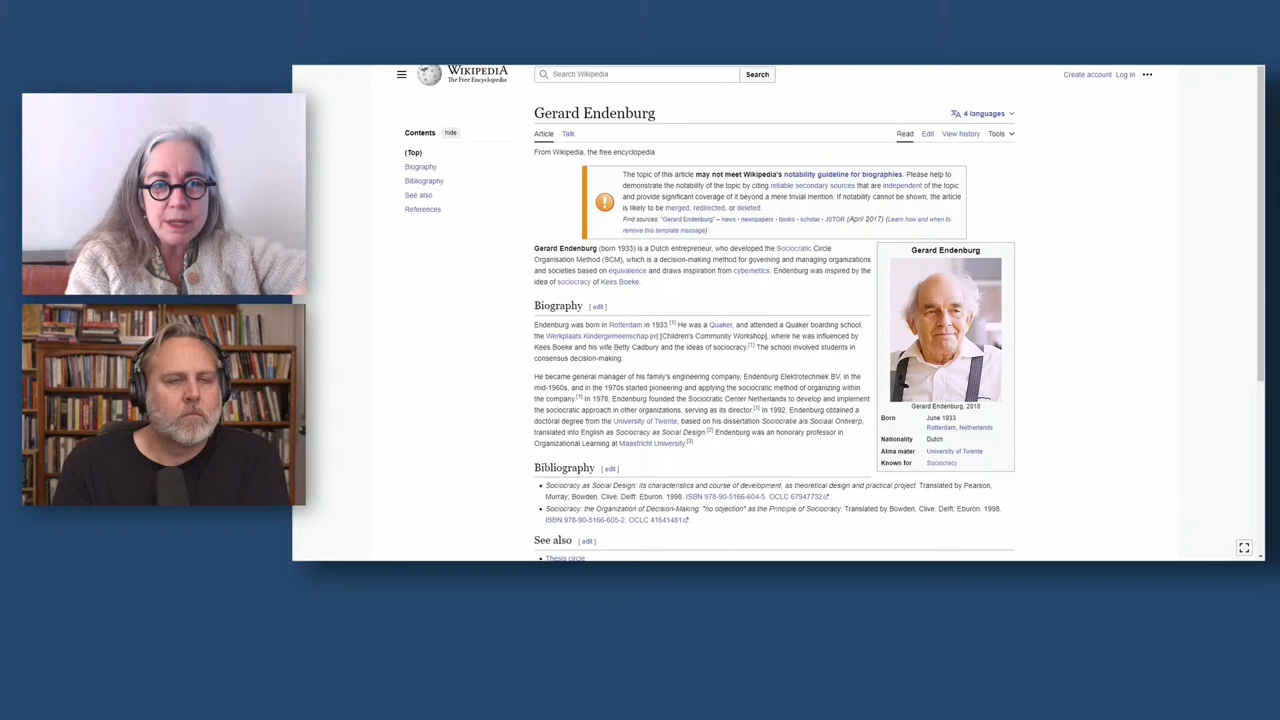 WIKIPEDIA
The Free Encyclopedia
Search Wikipedia
Search
Create account Log in •••
Contents hide
(Top)
Biography
Bibliography
See also
References
Gerard Endenburg
4 languages
Article Talk
Read Edit View history Tools
From Wikipedia, the free encyclopedia
The topic of this article may not meet Wikipedia's notability guideline for biographies. Please help to
demonstrate the notability of the topic by citing reliable secondary sources that are independent of the topic
and provide significant coverage of it beyond a mere trivial mention. If notability cannot be shown, the article
is likely to be merged, redirected, or deleted.
Find sources: "Gerard Endenburg" – news · newspapers · books · scholar · JSTOR (April 2017) (Learn how and when to
remove this template message)
Gerard Endenburg (born 1933) is a Dutch entrepreneur, who developed the Sociocratic Circle
Organisation Method (SCM), which is a decision-making method for governing and managing organizations
and societies based on equivalence and draws inspiration from cybernetics. Endenburg was inspired by the
idea of sociocracy of Kees Boeke.
Biography [ edit ]
Endenburg was born in Rotterdam in 1933.[1] He was a Quaker, and attended a Quaker boarding school,
the Werkplaats Kindergemeenschap [nl] [Children's Community Workshop], where he was influenced by
Kees Boeke and his wife Betty Cadbury and the ideas of sociocracy.[1] The school involved students in
consensus decision-making.
He became general manager of his family's engineering company, Endenburg Elektrotechniek BV, in the
mid-1960s, and in the 1970s started pioneering and applying the sociocratic method of organizing within
the company.[1] In 1978, Endenburg founded the Sociocratic Center Netherlands to develop and implement
the sociocratic approach in other organizations, serving as its director.[1] In 1992, Endenburg obtained a
doctoral degree from the University of Twente, based on his dissertation Sociocratie als Sociaal Ontwerp,
translated into English as Sociocracy as Social Design.[2] Endenburg was an honorary professor in
Organizational Learning at Maastricht University.[3]
Gerard Endenburg
Gerard Endenburg, 2018
Born June 1933
Rotterdam, Netherlands
Nationality Dutch
Alma mater University of Twente
Known for Sociocracy
Bibliography [ edit ]
• Sociocracy as Social Design: its characteristics and course of development, as theoretical design and practical project. Translated by Pearson,
Murray; Bowden, Clive. Delft: Eburon. 1998. ISBN 978-90-5166-604-5. OCLC 67947732
• Sociocracy: the Organization of Decision-Making: "no objection" as the Principle of Sociocracy. Translated by Bowden, Clive. Delft: Eburon. 1998.
ISBN 978-90-5166-605-2. OCLC 41641481.
See also [ edit ]
• Thesis circle